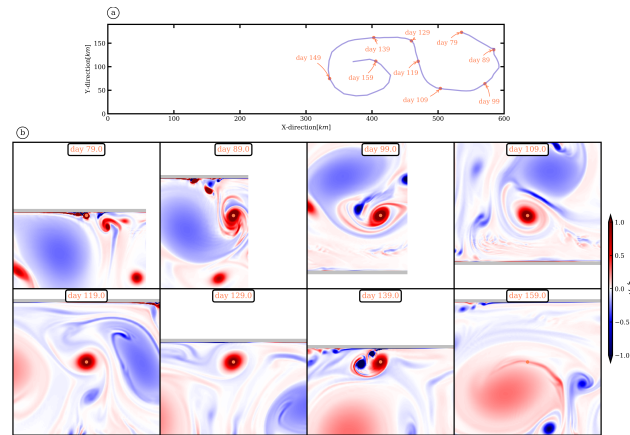 a
150
100
50
0
Y-direction[km]
0
100
200
300
400
500
600
X-direction[km]
day 79
day 89
day 99
day 109
day 119
day 129
day 139
day 149
day 159
b
day 79.0
day 89.0
day 99.0
day 109.0
day 119.0
day 129.0
day 139.0
day 159.0
1.0
0.5
0.0
−0.5
−1.0